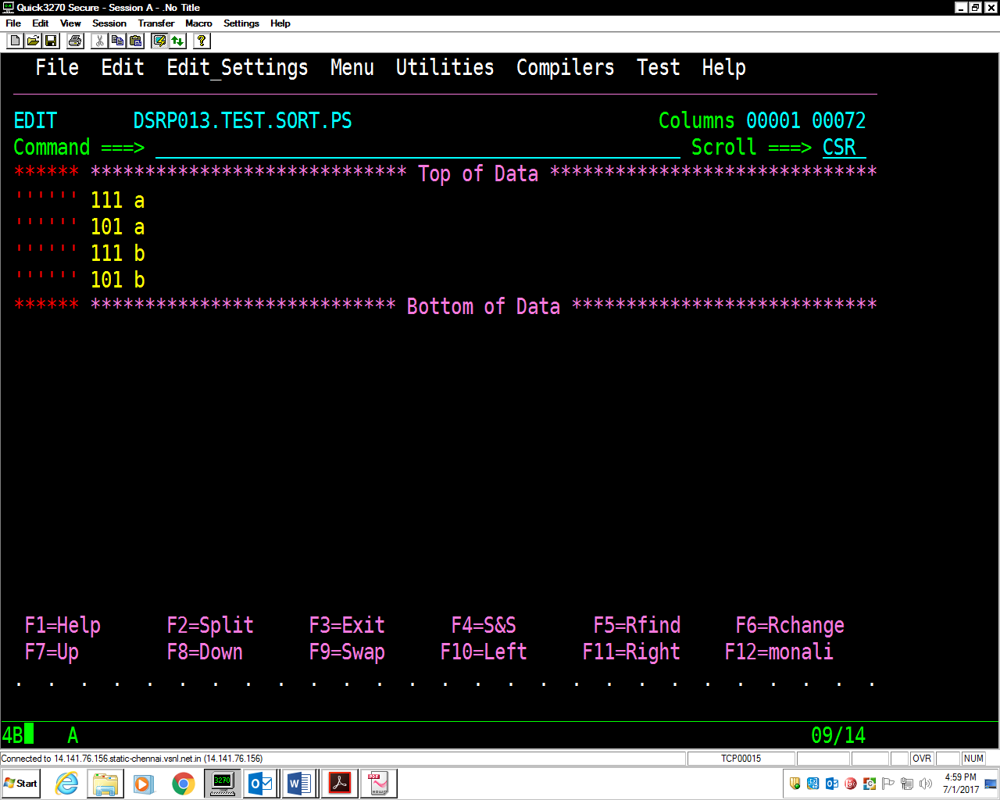 Quick3270 Secure - Session A - .No Title
File Edit View Session Transfer Macro Settings Help
File Edit Edit_Settings Menu Utilities Compilers Test Help
EDIT DSRP013.TEST.SORT.PS Columns 00001 00072
Command ===> Scroll ===> CSR
****** ***************************** Top of Data ******************************
'''''' 111 a
'''''' 101 a
'''''' 111 b
'''''' 101 b
****** **************************** Bottom of Data ****************************
F1=Help F2=Split F3=Exit F4=S&S F5=Rfind F6=Rchange
F7=Up F8=Down F9=Swap F10=Left F11=Right F12=monali
. . . . . . . . . . . . . . . . . . . . . . . . . . .
4B A 09/14
Connected to 14.141.76.156.static-chennai.vsnl.net.in (14.141.76.156) TCP00015 OVR NUM
Start 3270 4:59 PM
7/1/2017